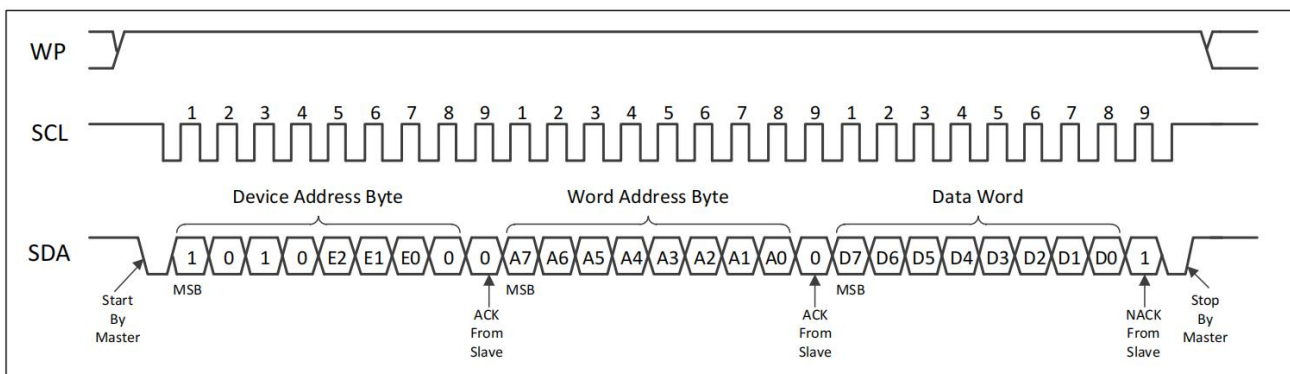 WP
SCL
1 2 3 4 5 6 7 8 9 1 2 3 4 5 6 7 8 9 1 2 3 4 5 6 7 8 9
Device Address Byte
Word Address Byte
Data Word
SDA
1 0 1 0 E2 E1 E0 0 0 A7 A6 A5 A4 A3 A2 A1 A0 0 D7 D6 D5 D4 D3 D2 D1 D0 1
MSB
MSB
MSB
Start
By
Master
ACK
From
Slave
ACK
From
Slave
NACK
From
Slave
Stop
By
Master